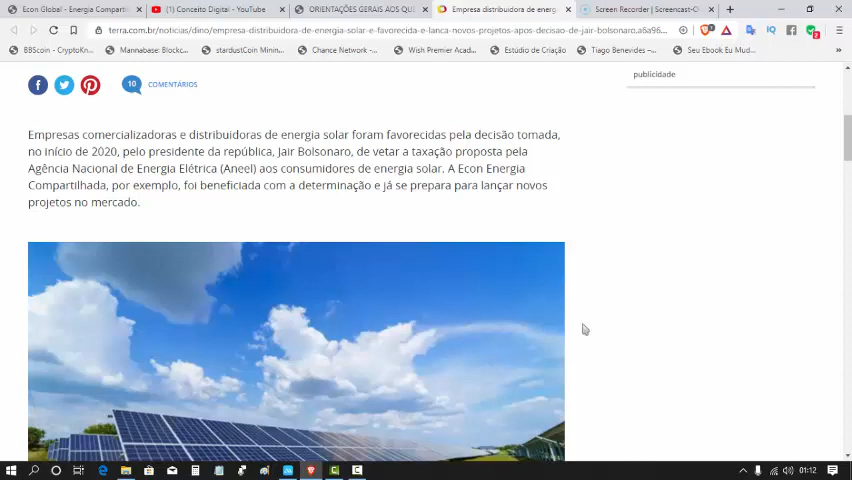 Econ Global - Energia Compartil
(1) Conceito Digital - YouTube
ORIENTAÇÕES GERAIS AOS QUE
Empresa distribuidora de energ
Screen Recorder | Screencast-O
terra.com.br/noticias/dino/empresa-distribuidora-de-energia-solar-e-favorecida-e-lanca-novos-projetos-apos-decisao-de-jair-bolsonaro,a6a96...
BBScoin - CryptoKn...
Mannabase: Blockc...
stardustCoin Minin...
Chance Network -...
Wish Premier Acad...
Estúdio de Criação
Tiago Benevides –...
Seu Ebook Eu Mud...
10
COMENTÁRIOS
publicidade
Empresas comercializadoras e distribuidoras de energia solar foram favorecidas pela decisão tomada,
no início de 2020, pelo presidente da república, Jair Bolsonaro, de vetar a taxação proposta pela
Agência Nacional de Energia Elétrica (Aneel) aos consumidores de energia solar. A Econ Energia
Compartilhada, por exemplo, foi beneficiada com a determinação e já se prepara para lançar novos
projetos no mercado.
01:12